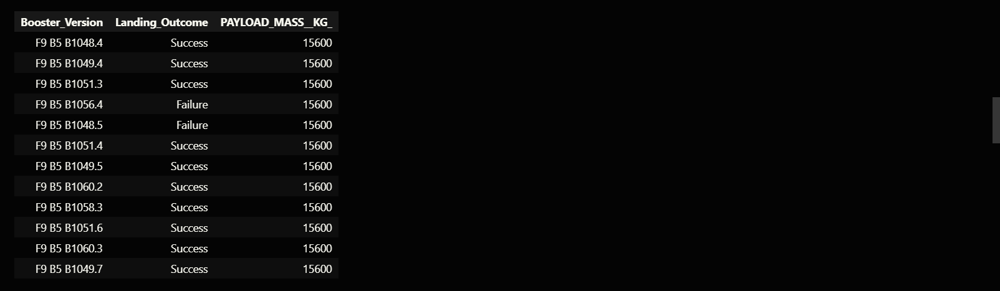 Booster_Version Landing_Outcome PAYLOAD_MASS__KG_
F9 B5 B1048.4 Success 15600
F9 B5 B1049.4 Success 15600
F9 B5 B1051.3 Success 15600
F9 B5 B1056.4 Failure 15600
F9 B5 B1048.5 Failure 15600
F9 B5 B1051.4 Success 15600
F9 B5 B1049.5 Success 15600
F9 B5 B1060.2 Success 15600
F9 B5 B1058.3 Success 15600
F9 B5 B1051.6 Success 15600
F9 B5 B1060.3 Success 15600
F9 B5 B1049.7 Success 15600